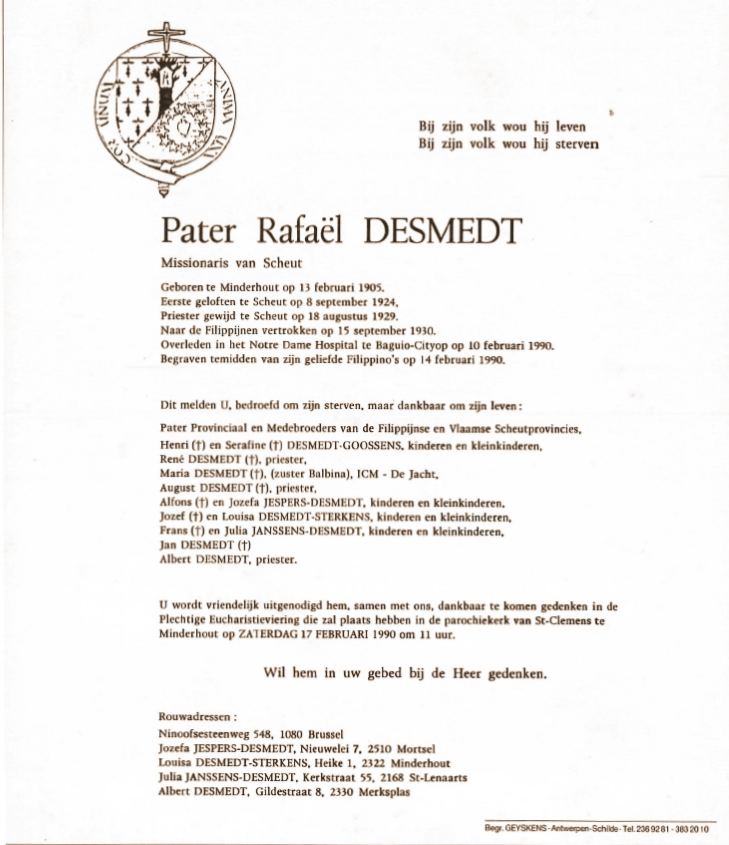 COR UNUM
ANIMA UNA
Bij zijn volk wou hij leven
Bij zijn volk wou hij sterven
Pater Rafaël DESMEDT
Missionaris van Scheut
Geboren te Minderhout op 13 februari 1905.
Eerste geloften te Scheut op 8 september 1924,
Priester gewijd te Scheut op 18 augustus 1929.
Naar de Filippijnen vertrokken op 15 september 1930.
Overleden in het Notre Dame Hospital te Baguio-Cityop op 10 februari 1990.
Begraven temidden van zijn geliefde Filippino's op 14 februari 1990.
Dit melden U, bedroefd om zijn sterven, maar dankbaar om zijn leven :
Pater Provinciaal en Medebroeders van de Filippijnse en Vlaamse Scheutprovincies,
Henri (†) en Serafine (†) DESMEDT-GOOSSENS, kinderen en kleinkinderen,
René DESMEDT (†), priester,
Maria DESMEDT (†), (zuster Balbina), ICM - De Jacht,
August DESMEDT (†), priester,
Alfons (†) en Jozefa JESPERS-DESMEDT, kinderen en kleinkinderen,
Jozef (†) en Louisa DESMEDT-STERKENS, kinderen en kleinkinderen,
Frans (†) en Julia JANSSENS-DESMEDT, kinderen en kleinkinderen,
Jan DESMEDT (†)
Albert DESMEDT, priester.
U wordt vriendelijk uitgenodigd hem, samen met ons, dankbaar te komen gedenken in de
Plechtige Eucharistieviering die zal plaats hebben in de parochiekerk van St-Clemens te
Minderhout op ZATERDAG 17 FEBRUARI 1990 om 11 uur.
Wil hem in uw gebed bij de Heer gedenken.
Rouwadressen :
Ninoofsesteenweg 548, 1080 Brussel
Jozefa JESPERS-DESMEDT, Nieuwelei 7, 2510 Mortsel
Louisa DESMEDT-STERKENS, Heike 1, 2322 Minderhout
Julia JANSSENS-DESMEDT, Kerkstraat 55, 2168 St-Lenaarts
Albert DESMEDT, Gildestraat 8, 2330 Merksplas
Begr. GEYSKENS - Antwerpen-Schilde - Tel. 236 92 81 - 383 20 10